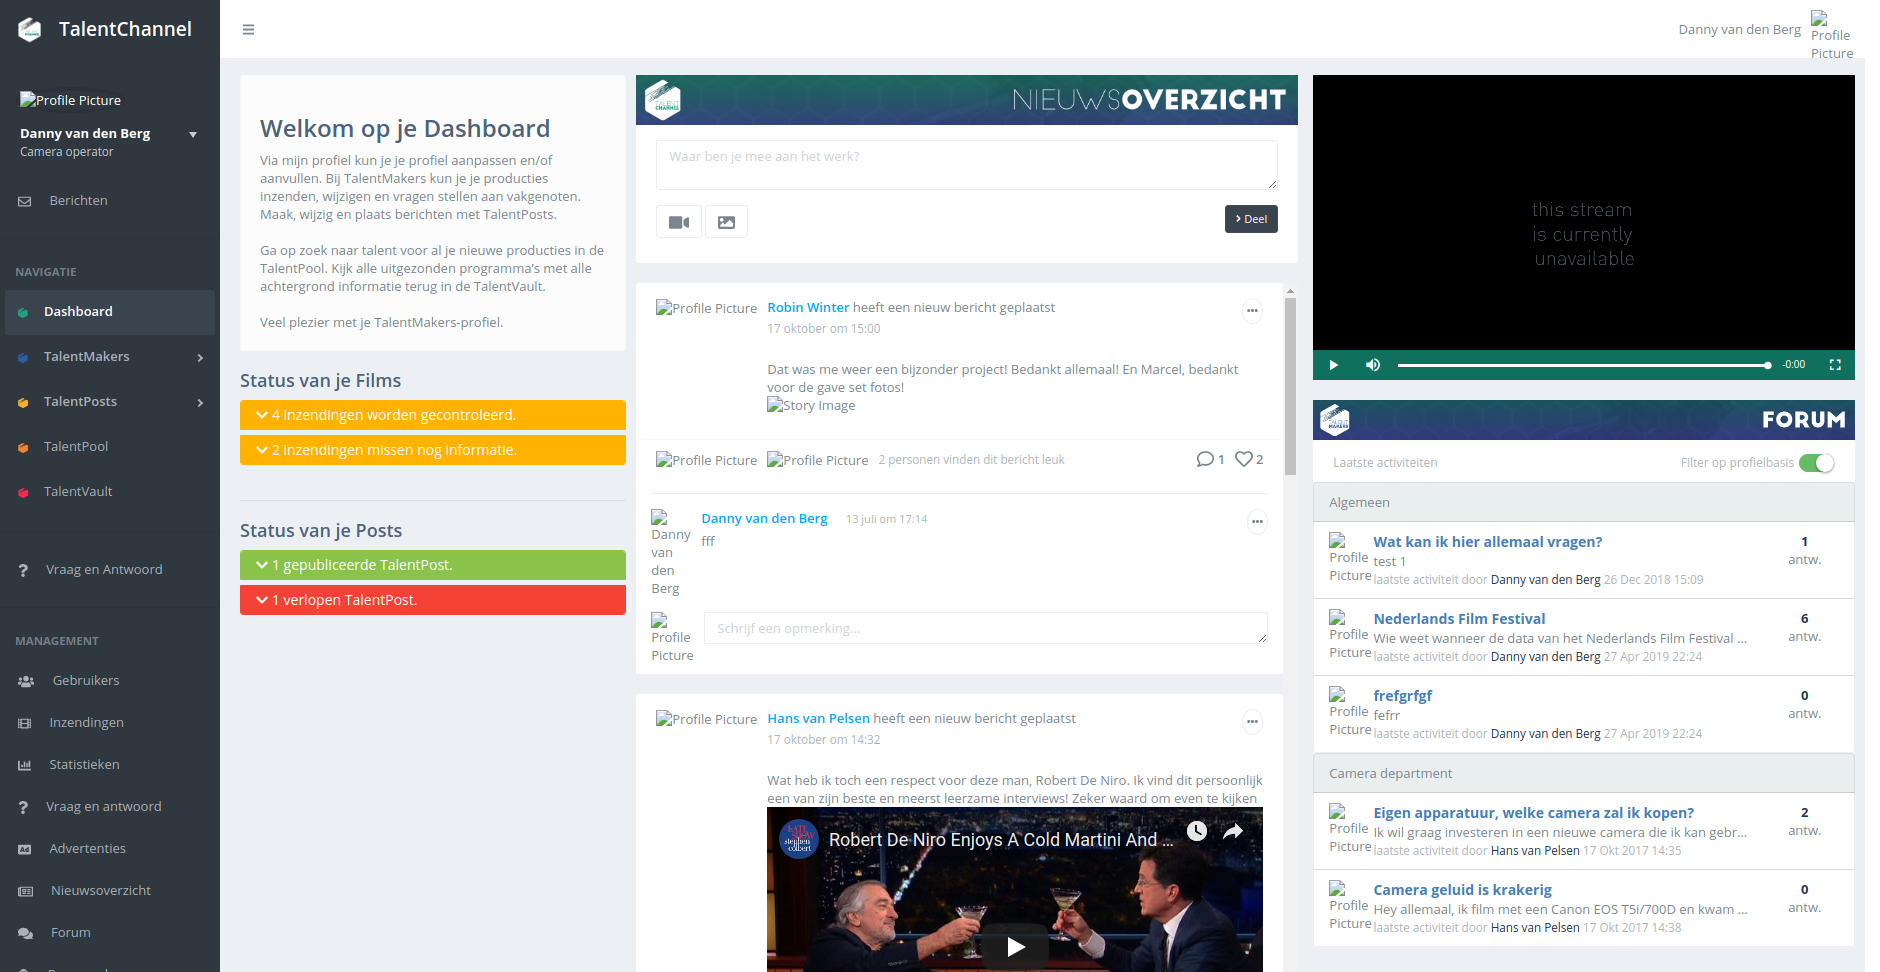 TalentChannel
Profile Picture
Danny van den Berg
Camera operator
Berichten
NAVIGATIE
Dashboard
TalentMakers
TalentPosts
TalentPool
TalentVault
Vraag en Antwoord
MANAGEMENT
Gebruikers
Inzendingen
Statistieken
Vraag en antwoord
Advertenties
Nieuwsoverzicht
Forum
Danny van den Berg
Profile
Picture
Welkom op je Dashboard
Via mijn profiel kun je je profiel aanpassen en/of
aanvullen. Bij TalentMakers kun je je producties
inzenden, wijzigen en vragen stellen aan vakgenoten.
Maak, wijzig en plaats berichten met TalentPosts.
Ga op zoek naar talent voor al je nieuwe producties in de
TalentPool. Kijk alle uitgezonden programma's met alle
achtergrond informatie terug in de TalentVault.
Veel plezier met je TalentMakers-profiel.
Status van je Films
4 inzendingen worden gecontroleerd.
2 inzendingen missen nog informatie.
Status van je Posts
1 gepubliceerde TalentPost.
1 verlopen TalentPost.
TALENT
CHANNEL
NIEUWSOVERZICHT
Waar ben je mee aan het werk?
Deel
Profile Picture
Robin Winter heeft een nieuw bericht geplaatst
17 oktober om 15:00
Dat was me weer een bijzonder project! Bedankt allemaal! En Marcel, bedankt
voor de gave set fotos!
Story Image
Profile Picture Profile Picture 2 personen vinden dit bericht leuk 1 2
Danny
van
den
Berg
Danny van den Berg 13 juli om 17:14
fff
Profile
Picture
Schrijf een opmerking...
Profile Picture
Hans van Pelsen heeft een nieuw bericht geplaatst
17 oktober om 14:32
Wat heb ik toch een respect voor deze man, Robert De Niro. Ik vind dit persoonlijk
een van zijn beste en meerst leerzame interviews! Zeker waard om even te kijken
LATE
SHOW
stephen
colbert
Robert De Niro Enjoys A Cold Martini And ...
this stream
is currently
unavailable
-0:00
TALENT
MAKERS
FORUM
Laatste activiteiten
Filter op profielbasis
Algemeen
Profile
Picture
Wat kan ik hier allemaal vragen?
test 1
laatste activiteit door Danny van den Berg 26 Dec 2018 15:09
1
antw.
Profile
Picture
Nederlands Film Festival
Wie weet wanneer de data van het Nederlands Film Festival ...
laatste activiteit door Danny van den Berg 27 Apr 2019 22:24
6
antw.
Profile
Picture
frefgrfgf
fefrr
laatste activiteit door Danny van den Berg 27 Apr 2019 22:24
0
antw.
Camera department
Profile
Picture
Eigen apparatuur, welke camera zal ik kopen?
Ik wil graag investeren in een nieuwe camera die ik kan gebr...
laatste activiteit door Hans van Pelsen 17 Okt 2017 14:35
2
antw.
Profile
Picture
Camera geluid is krakerig
Hey allemaal, ik film met een Canon EOS T5i/700D en kwam ...
laatste activiteit door Hans van Pelsen 17 Okt 2017 14:38
0
antw.